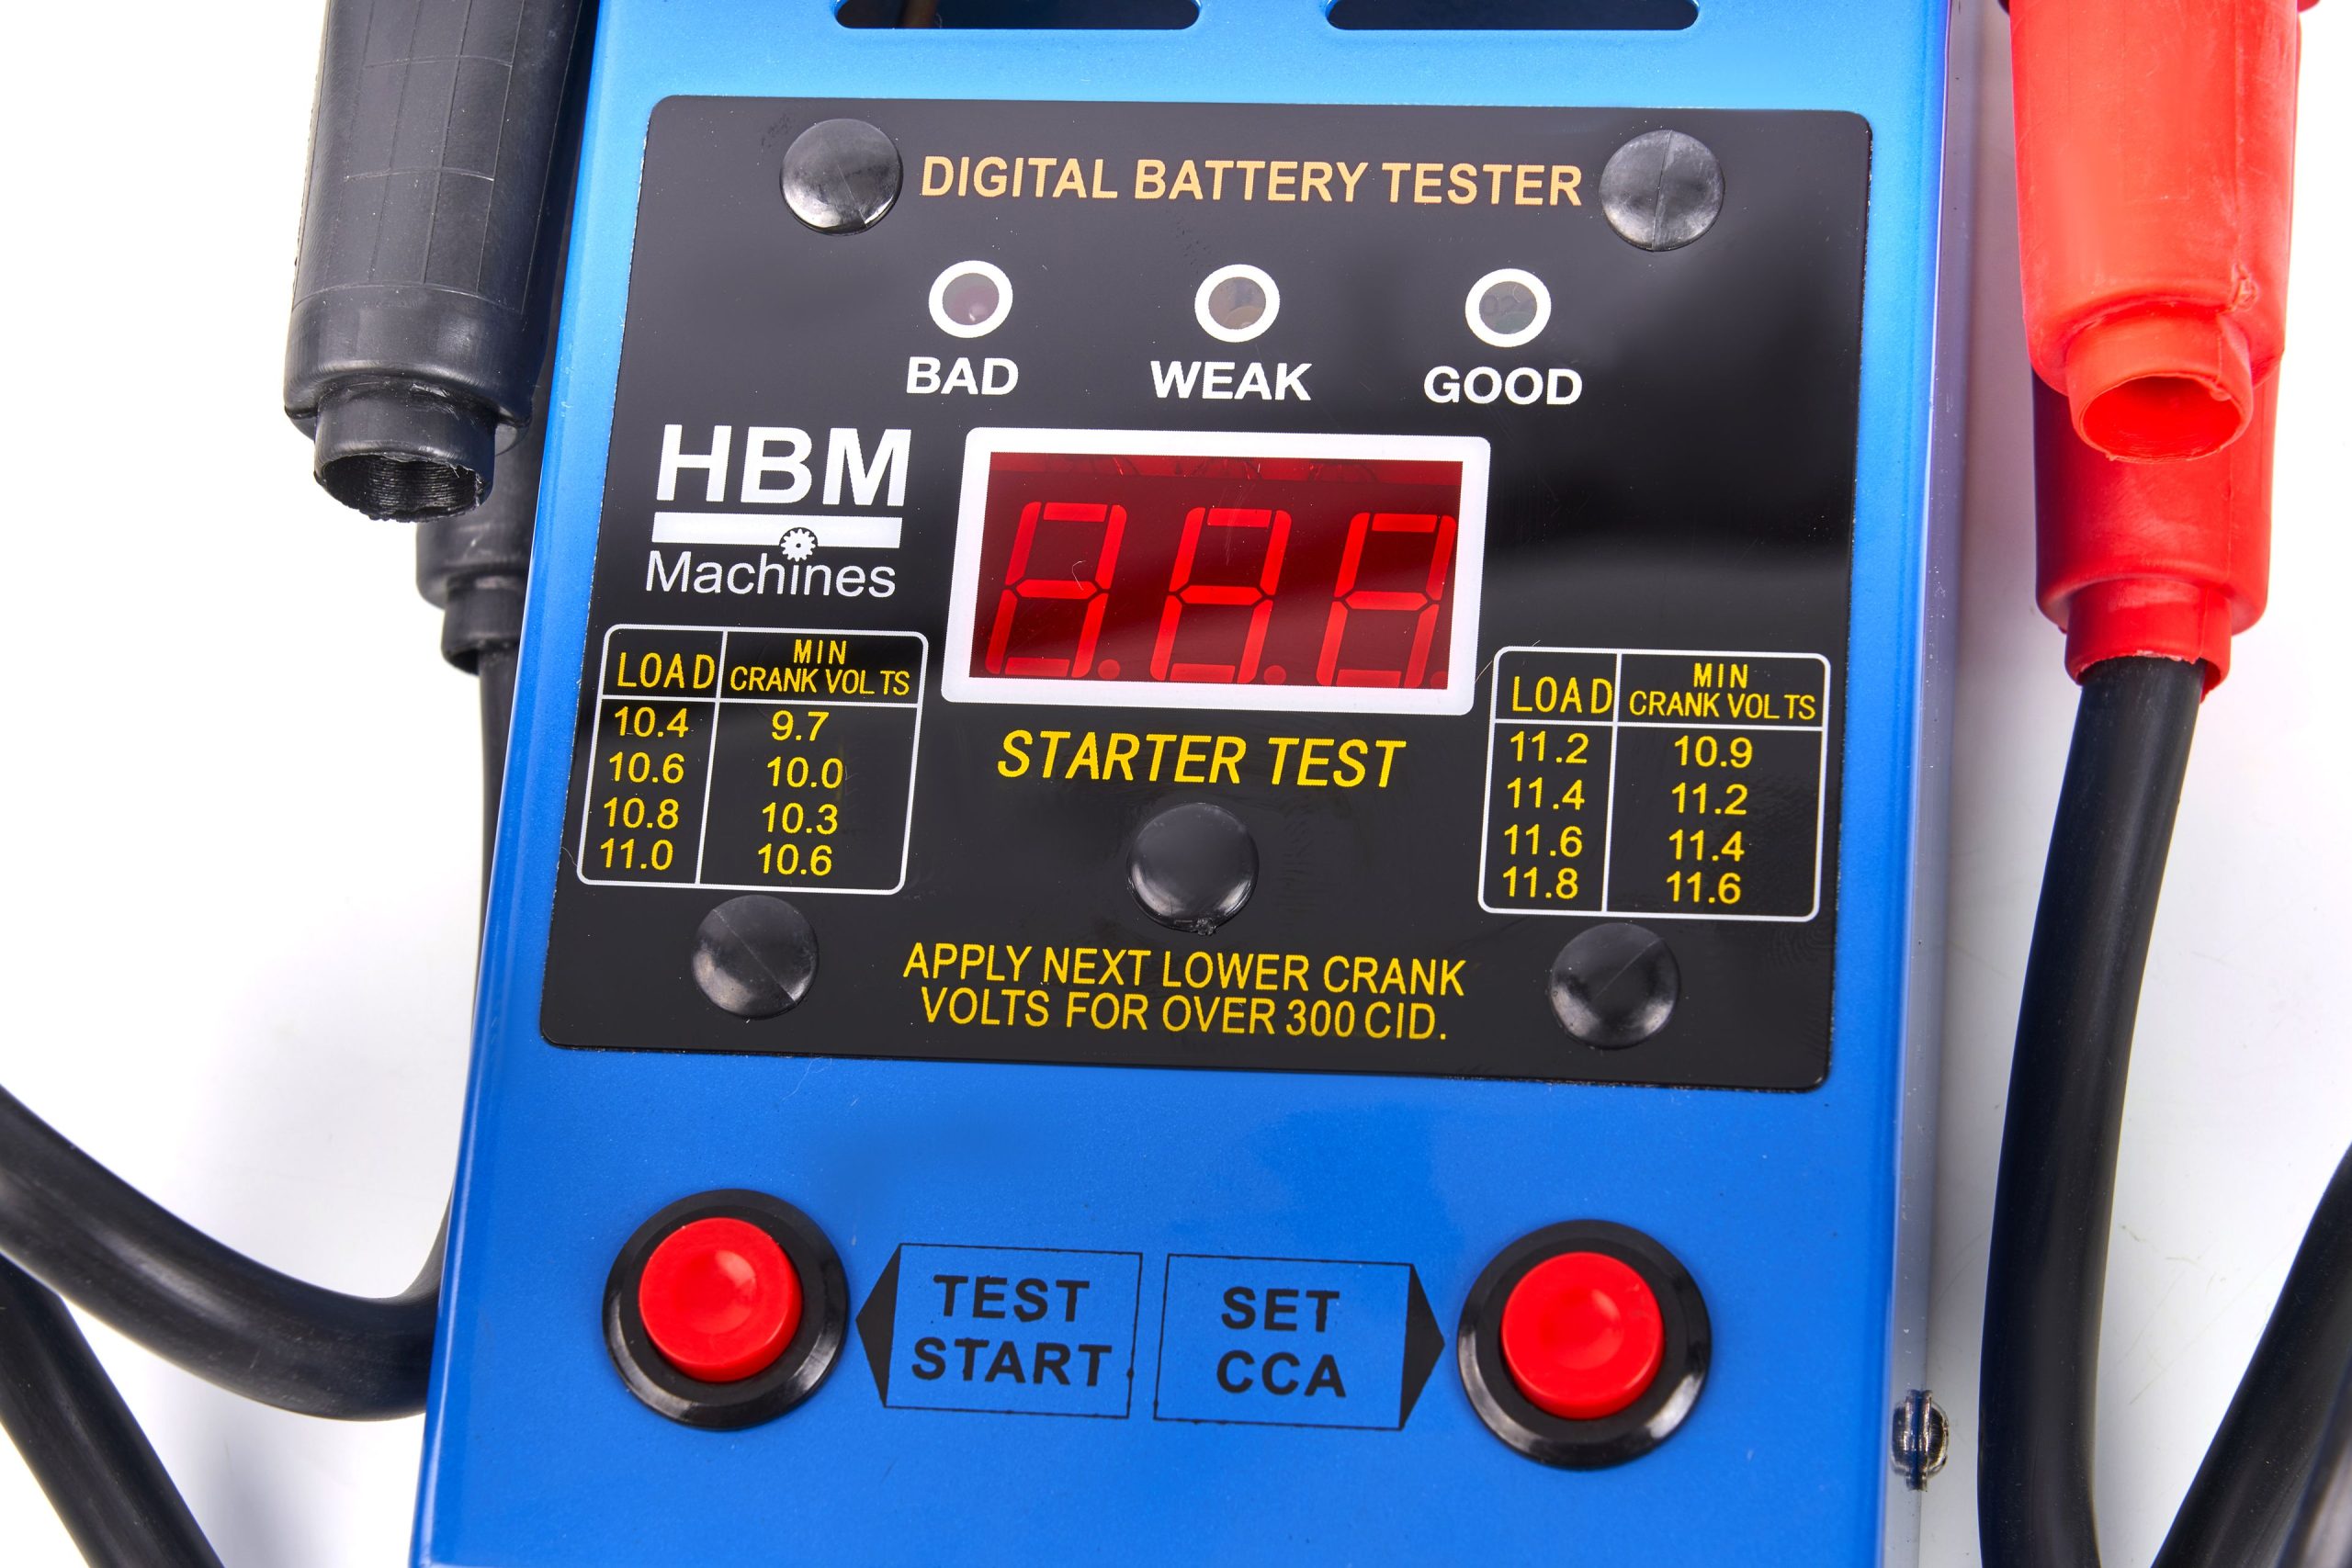 DIGITAL BATTERY TESTER
BAD WEAK GOOD
HBM
Machines
LOAD MIN CRANK VOLTS
10.4 9.7
10.6 10.0
10.8 10.3
11.0 10.6
STARTER TEST
LOAD MIN CRANK VOLTS
11.2 10.9
11.4 11.2
11.6 11.4
11.8 11.6
APPLY NEXT LOWER CRANK
VOLTS FOR OVER 300 CID.
TEST
START
SET
CCA